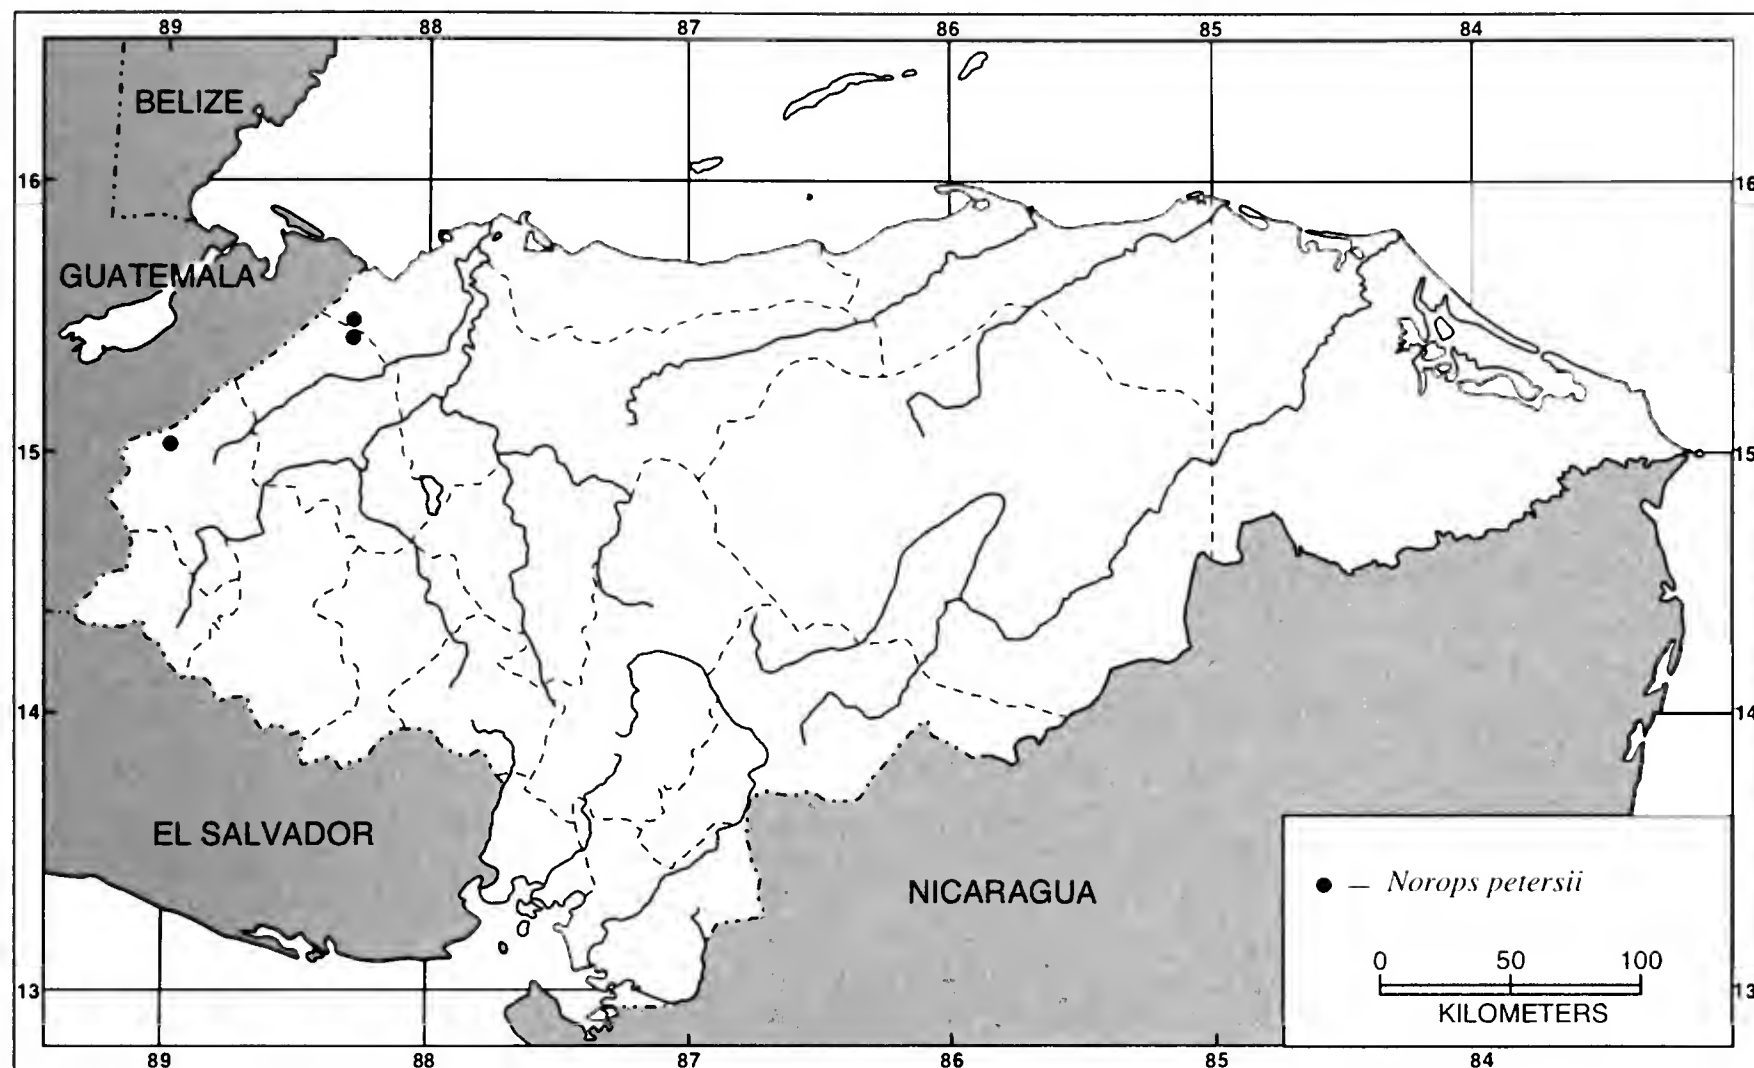 89 88 87 86 85 84
BELIZE
16 16
GUATEMALA
15 15
14 14
EL SALVADOR
NICARAGUA
● — Norops petersii
0 50 100
KILOMETERS
13 13
89 88 87 86 85 84